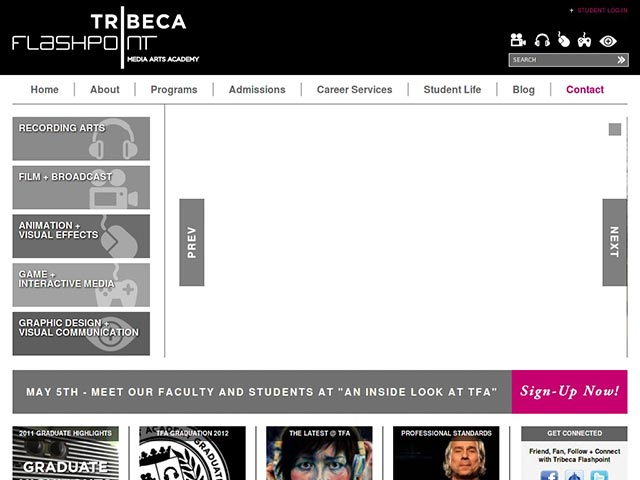 TRIBECA
FLASHPOINT
MEDIA ARTS ACADEMY
+ STUDENT LOG-IN
SEARCH
Home
About
Programs
Admissions
Career Services
Student Life
Blog
Contact
RECORDING ARTS
FILM + BROADCAST
ANIMATION +
VISUAL EFFECTS
GAME +
INTERACTIVE MEDIA
GRAPHIC DESIGN +
VISUAL COMMUNICATION
PREV
NEXT
MAY 5TH - MEET OUR FACULTY AND STUDENTS AT "AN INSIDE LOOK AT TFA"
Sign-Up Now!
2011 GRADUATE HIGHLIGHTS
GRADUATE
TFA GRADUATION 2012
THE LATEST @ TFA
PROFESSIONAL STANDARDS
GET CONNECTED
Friend, Fan, Follow + Connect
with Tribeca Flashpoint